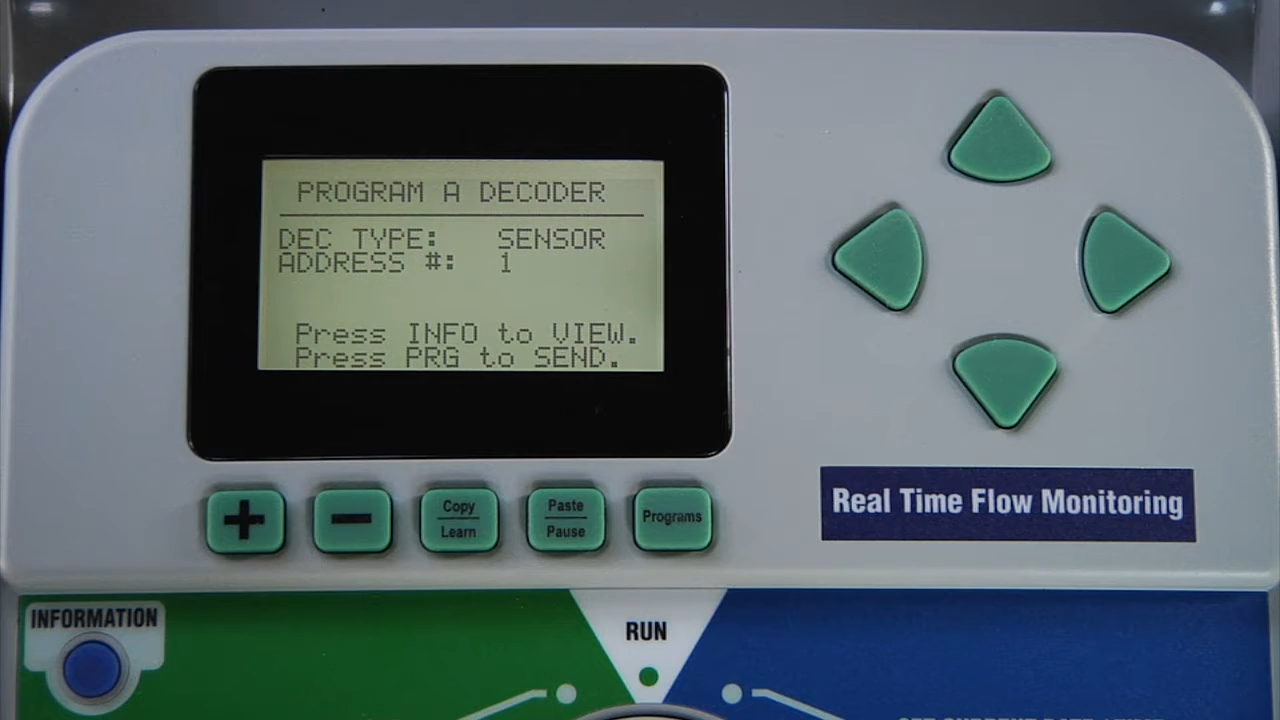 PROGRAM A DECODER
DEC TYPE: SENSOR
ADDRESS #: 1
Press INFO to VIEW.
Press PRG to SEND.
+
−
Copy
Learn
Paste
Pause
Programs
Real Time Flow Monitoring
INFORMATION
RUN